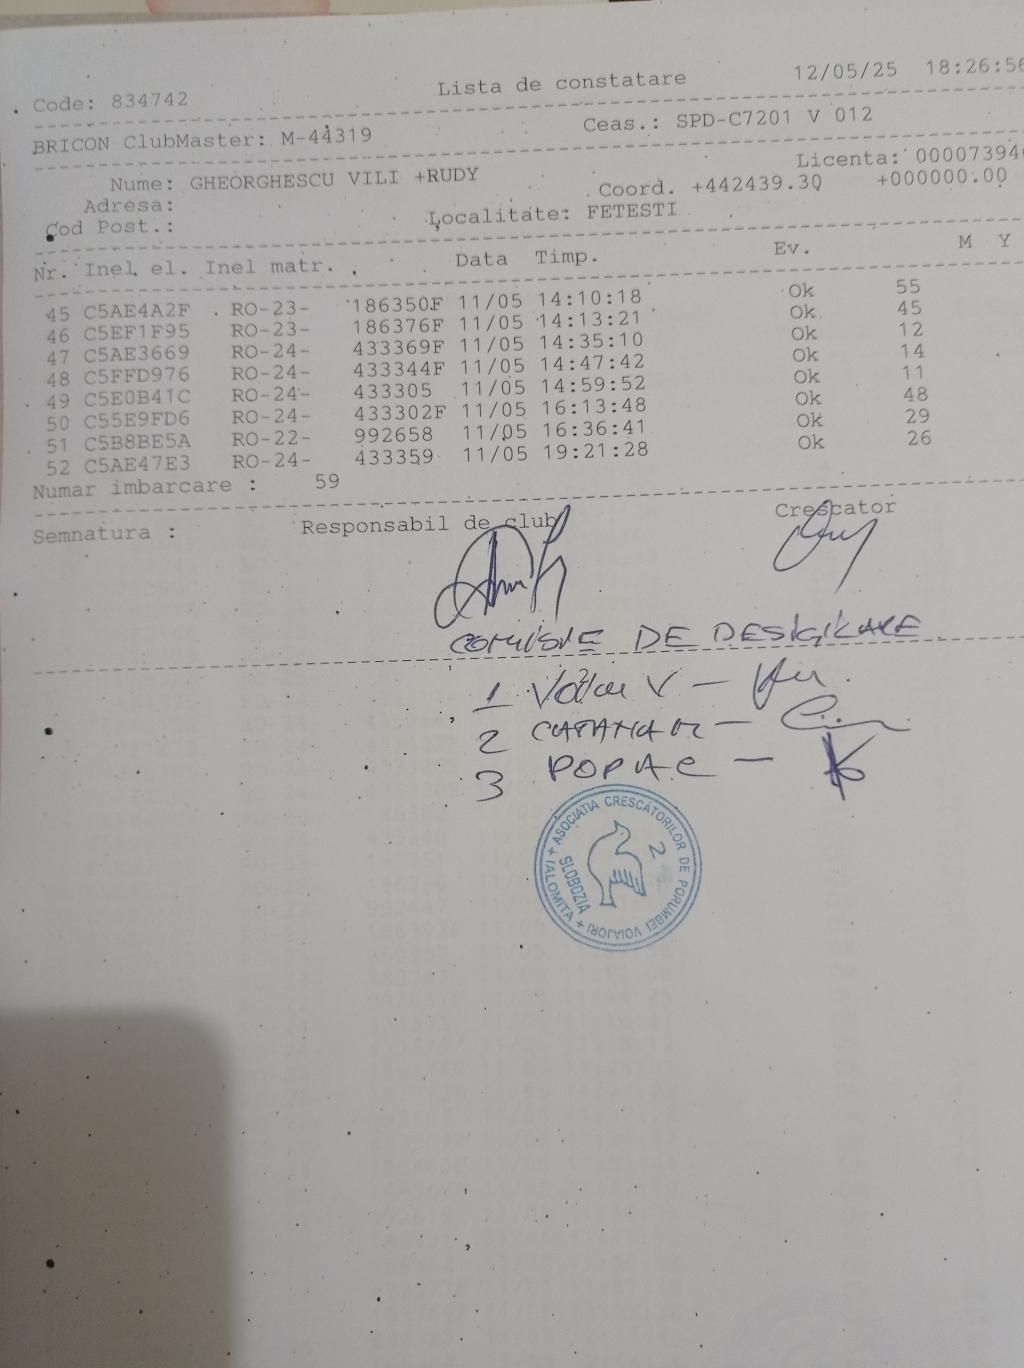 Lista de constatare 12/05/25 18:26:56
Code: 834742
BRICON ClubMaster: M-44319 Ceas.: SPD-C7201 V 012
Licenta: 000073940
Nume: GHEORGHESCU VILI +RUDY Coord. +442439.30 +000000.00
Adresa:
Cod Post.: Localitate: FETESTI
Nr. Inel el. Inel matr. Data Timp. Ev. M Y
45 C5AE4A2F RO-23- 186350F 11/05 14:10:18 Ok 55
46 C5EF1F95 RO-23- 186376F 11/05 14:13:21 Ok 45
47 C5AE3669 RO-24- 433369F 11/05 14:35:10 Ok 12
48 C5FFD976 RO-24- 433344F 11/05 14:47:42 Ok 14
49 C5E0B41C RO-24- 433305 11/05 14:59:52 Ok 11
50 C55E9FD6 RO-24- 433302F 11/05 16:13:48 Ok 48
51 C5B8BE5A RO-22- 992658 11/05 16:36:41 Ok 29
52 C5AE47E3 RO-24- 433359 11/05 19:21:28 Ok 26
Numar imbarcare : 59
Semnatura : Responsabil de club Crescator
COMISIE DE DESIGILARE
1 V —
2 —
3 POPA C —
ASOCIATIA CRESCĂTORILOR DE PORUMBEI VOIAJORI + IALOMITA +
SLOBOZIA
2